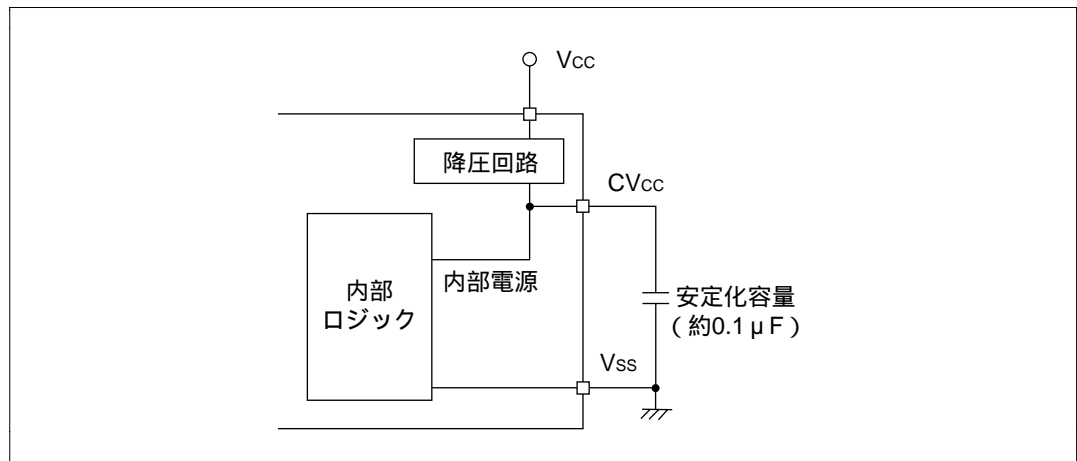 Vcc
降圧回路
CVcc
内部電源
内部
ロジック
安定化容量
（約0.1μF）
Vss